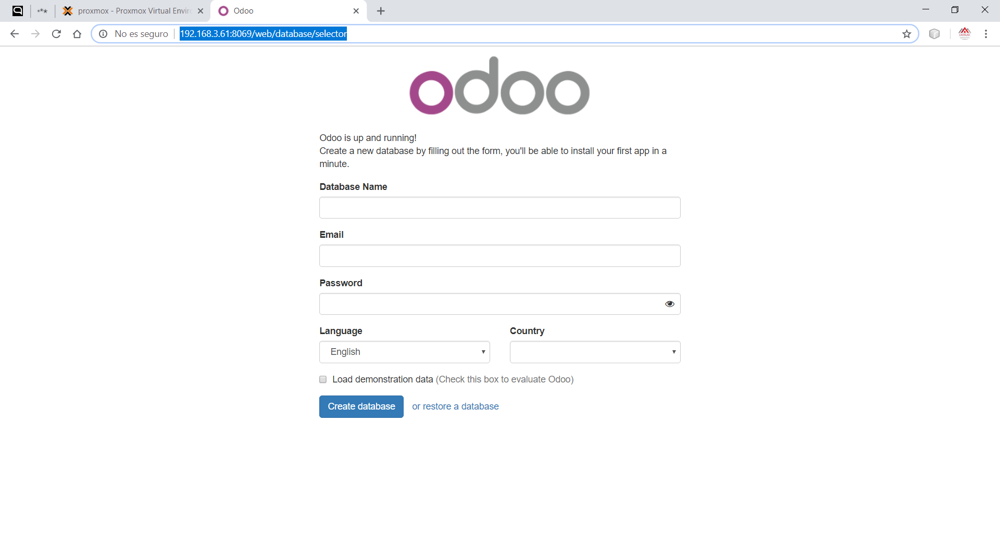 *** proxmox - Proxmox Virtual Envir Odoo
No es seguro 192.168.3.61:8069/web/database/selector
odoo
Odoo is up and running!
Create a new database by filling out the form, you'll be able to install your first app in a
minute.
Database Name
Email
Password
Language Country
English
Load demonstration data (Check this box to evaluate Odoo)
Create database or restore a database